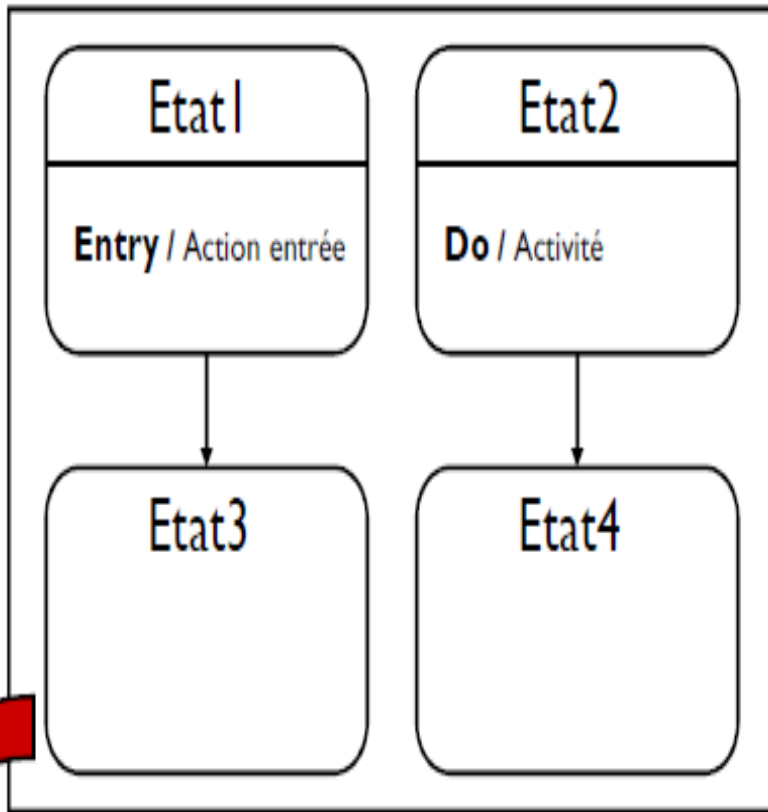 Etat1
Entry / Action entrée
Etat2
Do / Activité
Etat3
Etat4